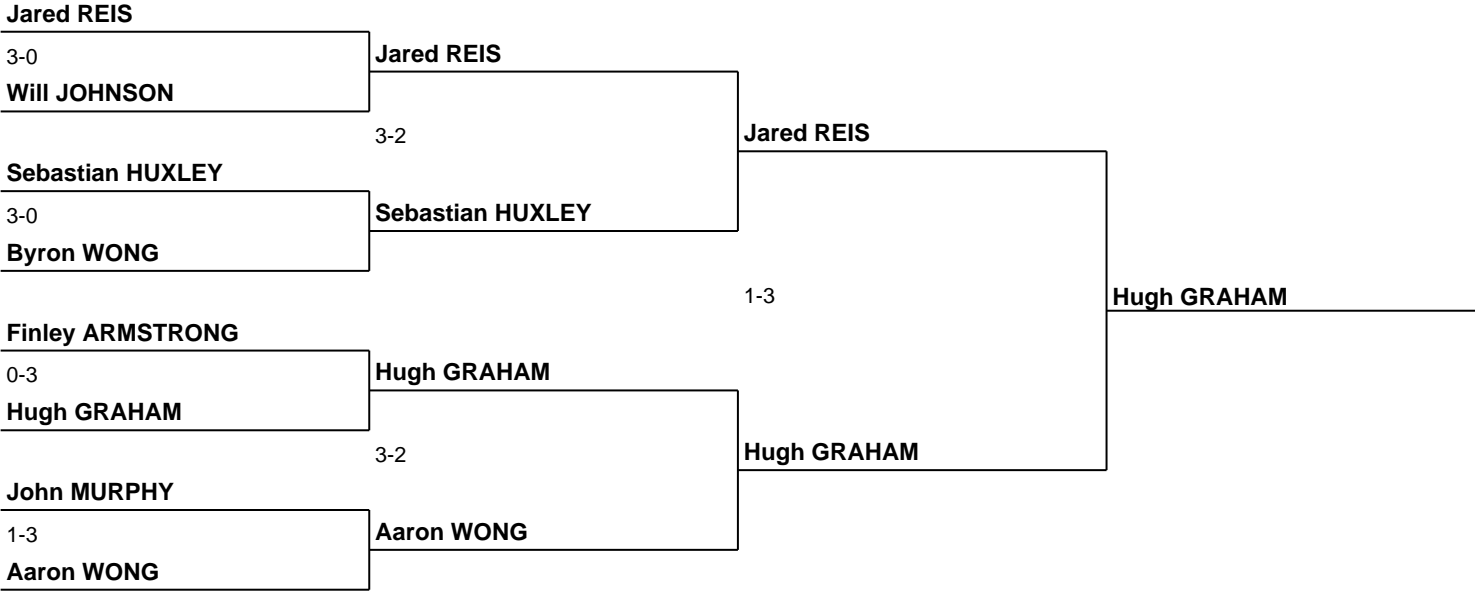 Jared REIS
3-0
Will JOHNSON
Sebastian HUXLEY
3-0
Byron WONG
Finley ARMSTRONG
0-3
Hugh GRAHAM
John MURPHY
1-3
Aaron WONG
Jared REIS
3-2
Sebastian HUXLEY
Hugh GRAHAM
3-2
Aaron WONG
Jared REIS
1-3
Hugh GRAHAM
Hugh GRAHAM